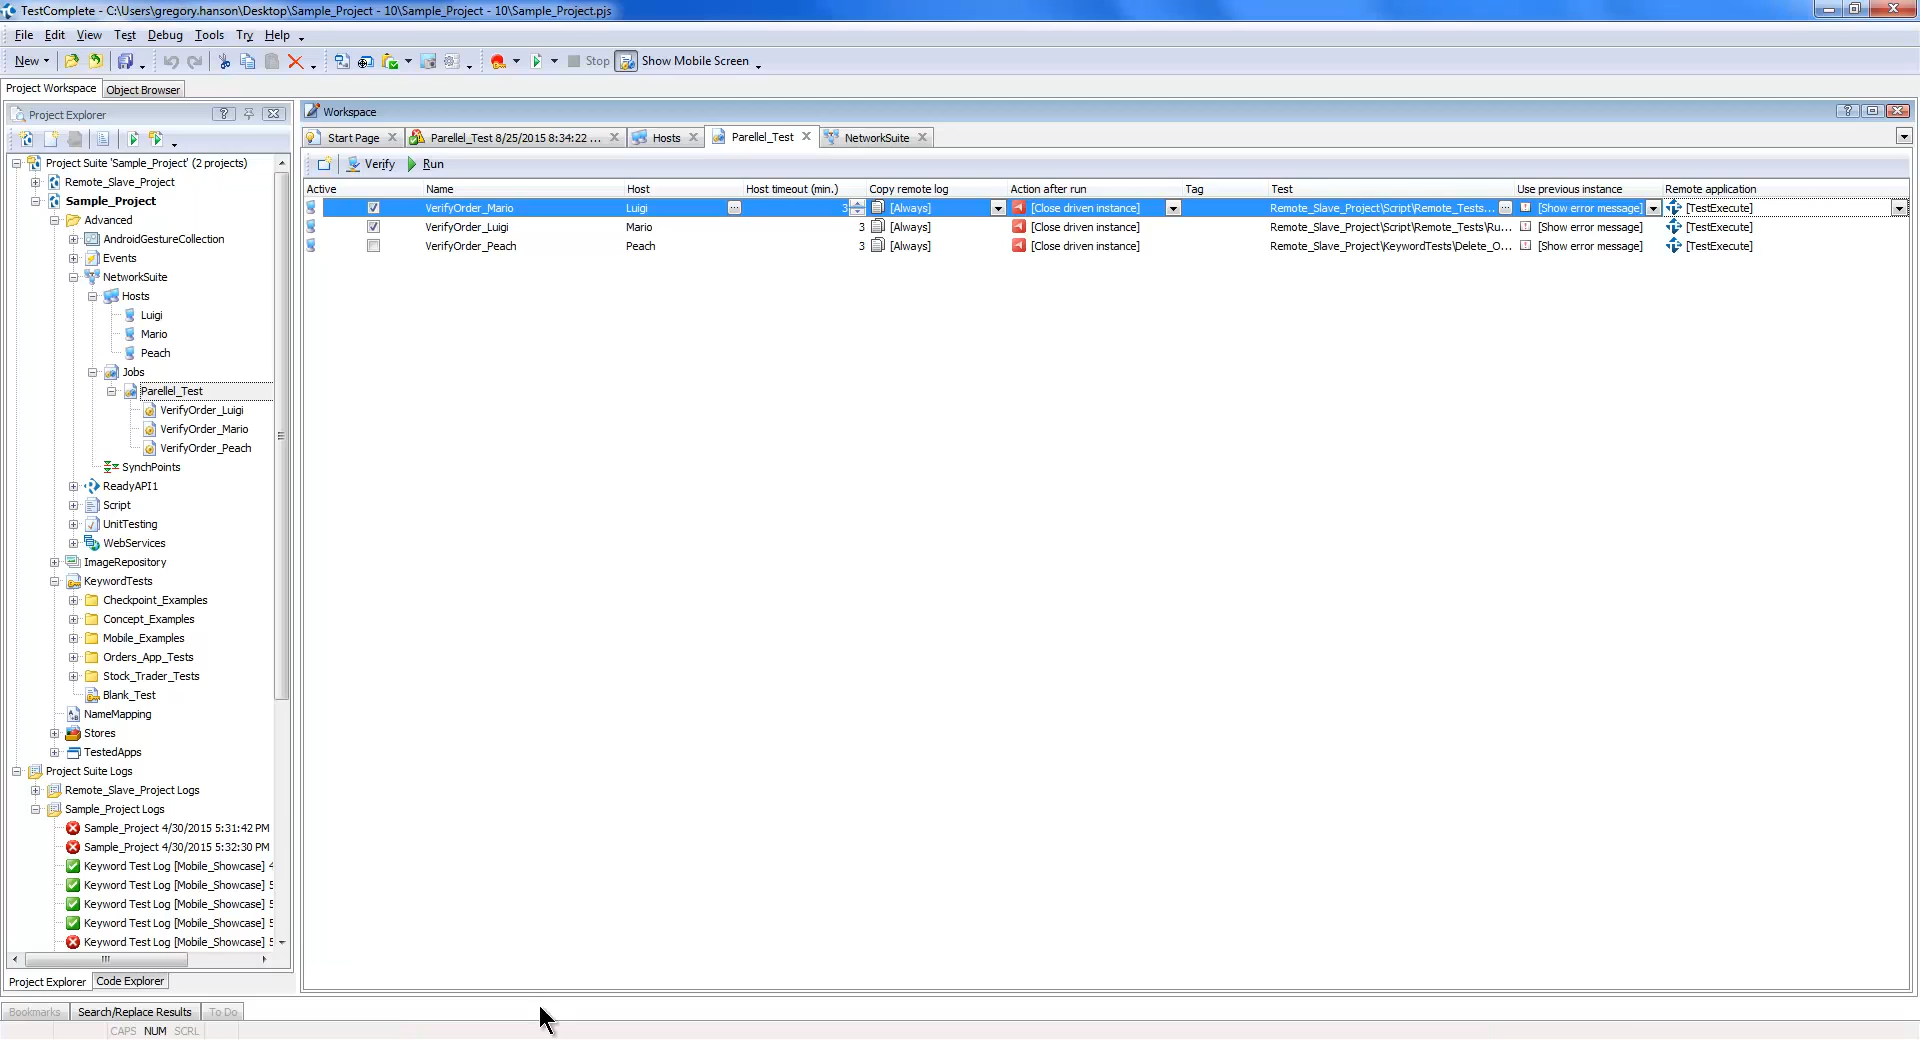 TestComplete - C:\Users\gregory.hanson\Desktop\Sample_Project - 10\Sample_Project - 10\Sample_Project.pjs
File Edit View Test Debug Tools Try Help
New Stop Show Mobile Screen
Project Workspace Object Browser
Project Explorer
Workspace
Start Page Parellel_Test 8/25/2015 8:34:22 ... Hosts Parellel_Test NetworkSuite
Verify Run
Active Name Host Host timeout (min.) Copy remote log Action after run Tag Test Use previous instance Remote application
VerifyOrder_Mario Luigi ... 3 [Always] [Close driven instance] Remote_Slave_Project\Script\Remote_Tests... ... [Show error message] [TestExecute]
VerifyOrder_Luigi Mario 3 [Always] [Close driven instance] Remote_Slave_Project\Script\Remote_Tests\Ru... [Show error message] [TestExecute]
VerifyOrder_Peach Peach 3 [Always] [Close driven instance] Remote_Slave_Project\KeywordTests\Delete_O... [Show error message] [TestExecute]
Project Suite 'Sample_Project' (2 projects)
Remote_Slave_Project
Sample_Project
Advanced
AndroidGestureCollection
Events
NetworkSuite
Hosts
Luigi
Mario
Peach
Jobs
Parellel_Test
VerifyOrder_Luigi
VerifyOrder_Mario
VerifyOrder_Peach
SynchPoints
ReadyAPI1
Script
UnitTesting
WebServices
ImageRepository
KeywordTests
Checkpoint_Examples
Concept_Examples
Mobile_Examples
Orders_App_Tests
Stock_Trader_Tests
Blank_Test
NameMapping
Stores
TestedApps
Project Suite Logs
Remote_Slave_Project Logs
Sample_Project Logs
Sample_Project 4/30/2015 5:31:42 PM
Sample_Project 4/30/2015 5:32:30 PM
Keyword Test Log [Mobile_Showcase] 4
Keyword Test Log [Mobile_Showcase] 5
Keyword Test Log [Mobile_Showcase] 5
Keyword Test Log [Mobile_Showcase] 5
Keyword Test Log [Mobile_Showcase] 5
Project Explorer Code Explorer
Bookmarks Search/Replace Results To Do
CAPS NUM SCRL